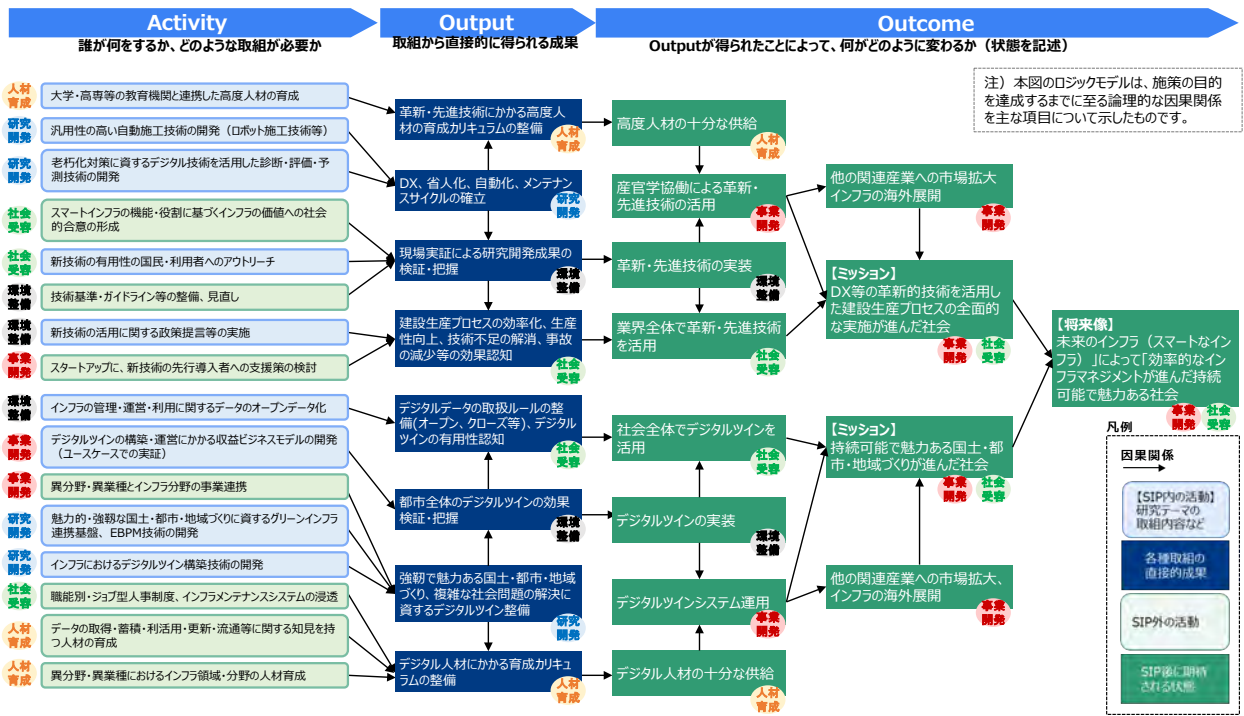 Activity
Output
Outcome
誰が何をするか、どのような取組が必要か
取組から直接的に得られる成果
Outputが得られたことによって、何がどのように変わるか（状態を記述）
注）本図のロジックモデルは、施策の目的
を達成するまでに至る論理的な因果関係
を主な項目について示したものです。
人材
育成
大学・高専等の教育機関と連携した高度人材の育成
研究
開発
汎用性の高い自動施工技術の開発（ロボット施工技術等）
研究
開発
老朽化対策に資するデジタル技術を活用した診断・評価・予
測技術の開発
社会
受容
スマートインフラの機能・役割に基づくインフラの価値への社会
的合意の形成
社会
受容
新技術の有用性の国民・利用者へのアウトリーチ
環境
整備
技術基準・ガイドライン等の整備、見直し
環境
整備
新技術の活用に関する政策提言等の実施
事業
開発
スタートアップに、新技術の先行導入者への支援策の検討
環境
整備
インフラの管理・運営・利用に関するデータのオープンデータ化
事業
開発
デジタルツインの構築・運営にかかる収益ビジネスモデルの開発
（ユースケースでの実証）
事業
開発
異分野・異業種とインフラ分野の事業連携
研究
開発
魅力的・強靱な国土・都市・地域づくりに資するグリーンインフラ
連携基盤、EBPM技術の開発
研究
開発
インフラにおけるデジタルツイン構築技術の開発
社会
受容
職能別・ジョブ型人事制度、インフラメンテナンスシステムの浸透
人材
育成
データの取得・蓄積・利活用・更新・流通等に関する知見を持
つ人材の育成
人材
育成
異分野・異業種におけるインフラ領域・分野の人材育成
革新・先進技術にかかる高度人
材の育成カリキュラムの整備
人材
育成
DX、省人化、自動化、メンテナン
スサイクルの確立
研究
開発
現場実証による研究開発成果の
検証・把握
環境
整備
建設生産プロセスの効率化、生産
性向上、技術不足の解消、事故
の減少等の効果認知
社会
受容
デジタルデータの取扱ルールの整
備(オープン、クローズ等)、デジタル
ツインの有用性認知
社会
受容
都市全体のデジタルツインの効果
検証・把握
環境
整備
強靭で魅力ある国土・都市・地域
づくり、複雑な社会問題の解決に
資するデジタルツイン整備
研究
開発
デジタル人材にかかる育成カリキュ
ラムの整備
人材
育成
高度人材の十分な供給
人材
育成
産官学協働による革新・
先進技術の活用
事業
開発
革新・先進技術の実装
環境
整備
業界全体で革新・先進技術
を活用
社会
受容
社会全体でデジタルツインを
活用
社会
受容
デジタルツインの実装
環境
整備
デジタルツインシステム運用
事業
開発
デジタル人材の十分な供給
人材
育成
他の関連産業への市場拡大
インフラの海外展開
事業
開発
【ミッション】
DX等の革新的技術を活用し
た建設生産プロセスの全面的
な実施が進んだ社会
事業
開発
社会
受容
【ミッション】
持続可能で魅力ある国土・都
市・地域づくりが進んだ社会
事業
開発
社会
受容
他の関連産業への市場拡大、
インフラの海外展開
事業
開発
【将来像】
未来のインフラ（スマートなイン
フラ）」によって「効率的なイン
フラマネジメントが進んだ持続
可能で魅力ある社会
事業
開発
社会
受容
凡例
因果関係
【SIP内の活動】
研究テーマの
取組内容など
各種取組の
直接的成果
SIP外の活動
SIP後に期待
される状態